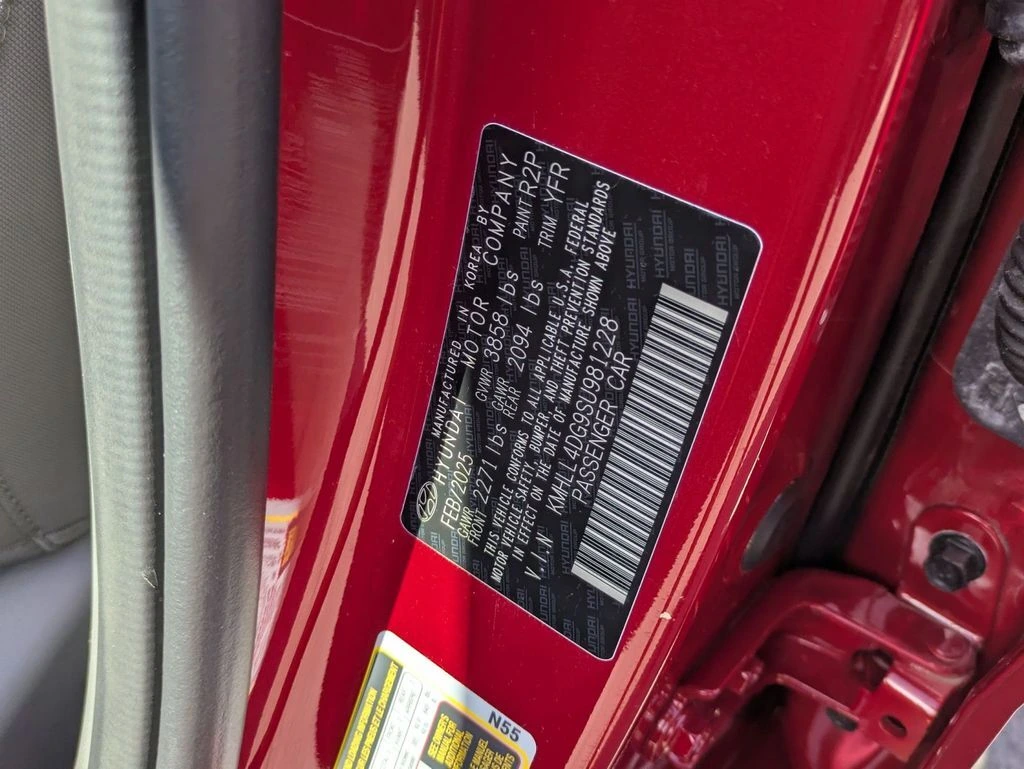 MANUFACTURED IN KOREA BY
HYUNDAI MOTOR COMPANY
FEB/2025 GVWR 3858 lbs PAINT R2P
GAWR FRONT 2271 lbs GAWR REAR 2094 lbs TRIM YFR
THIS VEHICLE CONFORMS TO ALL APPLICABLE U.S.A. FEDERAL
MOTOR VEHICLE SAFETY, BUMPER, AND THEFT PREVENTION STANDARDS
IN EFFECT ON THE DATE OF MANUFACTURE SHOWN ABOVE
V.I.N KMHLL4DG9SU981228
PASSENGER CAR
HYUNDAI
N55